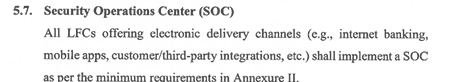 5.7. Security Operations Center (SOC)
All LFCs offering electronic delivery channels (e.g., internet banking,
mobile apps, customer/third-party integrations, etc.) shall implement a SOC
as per the minimum requirements in Annexure II.